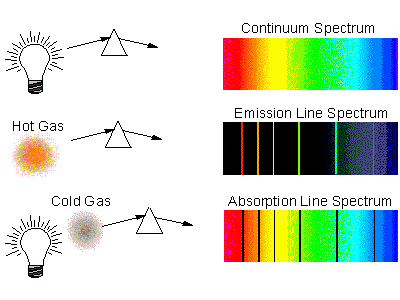 Continuum Spectrum
Hot Gas
Emission Line Spectrum
Cold Gas
Absorption Line Spectrum